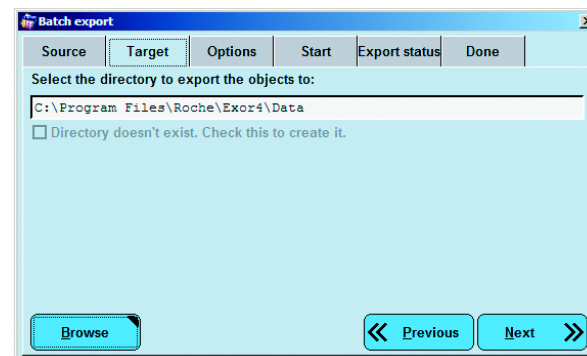 Batch export
Source Target Options Start Export status Done
Select the directory to export the objects to:
C:\Program Files\Roche\Exor4\Data
Directory doesn't exist. Check this to create it.
Browse Previous Next